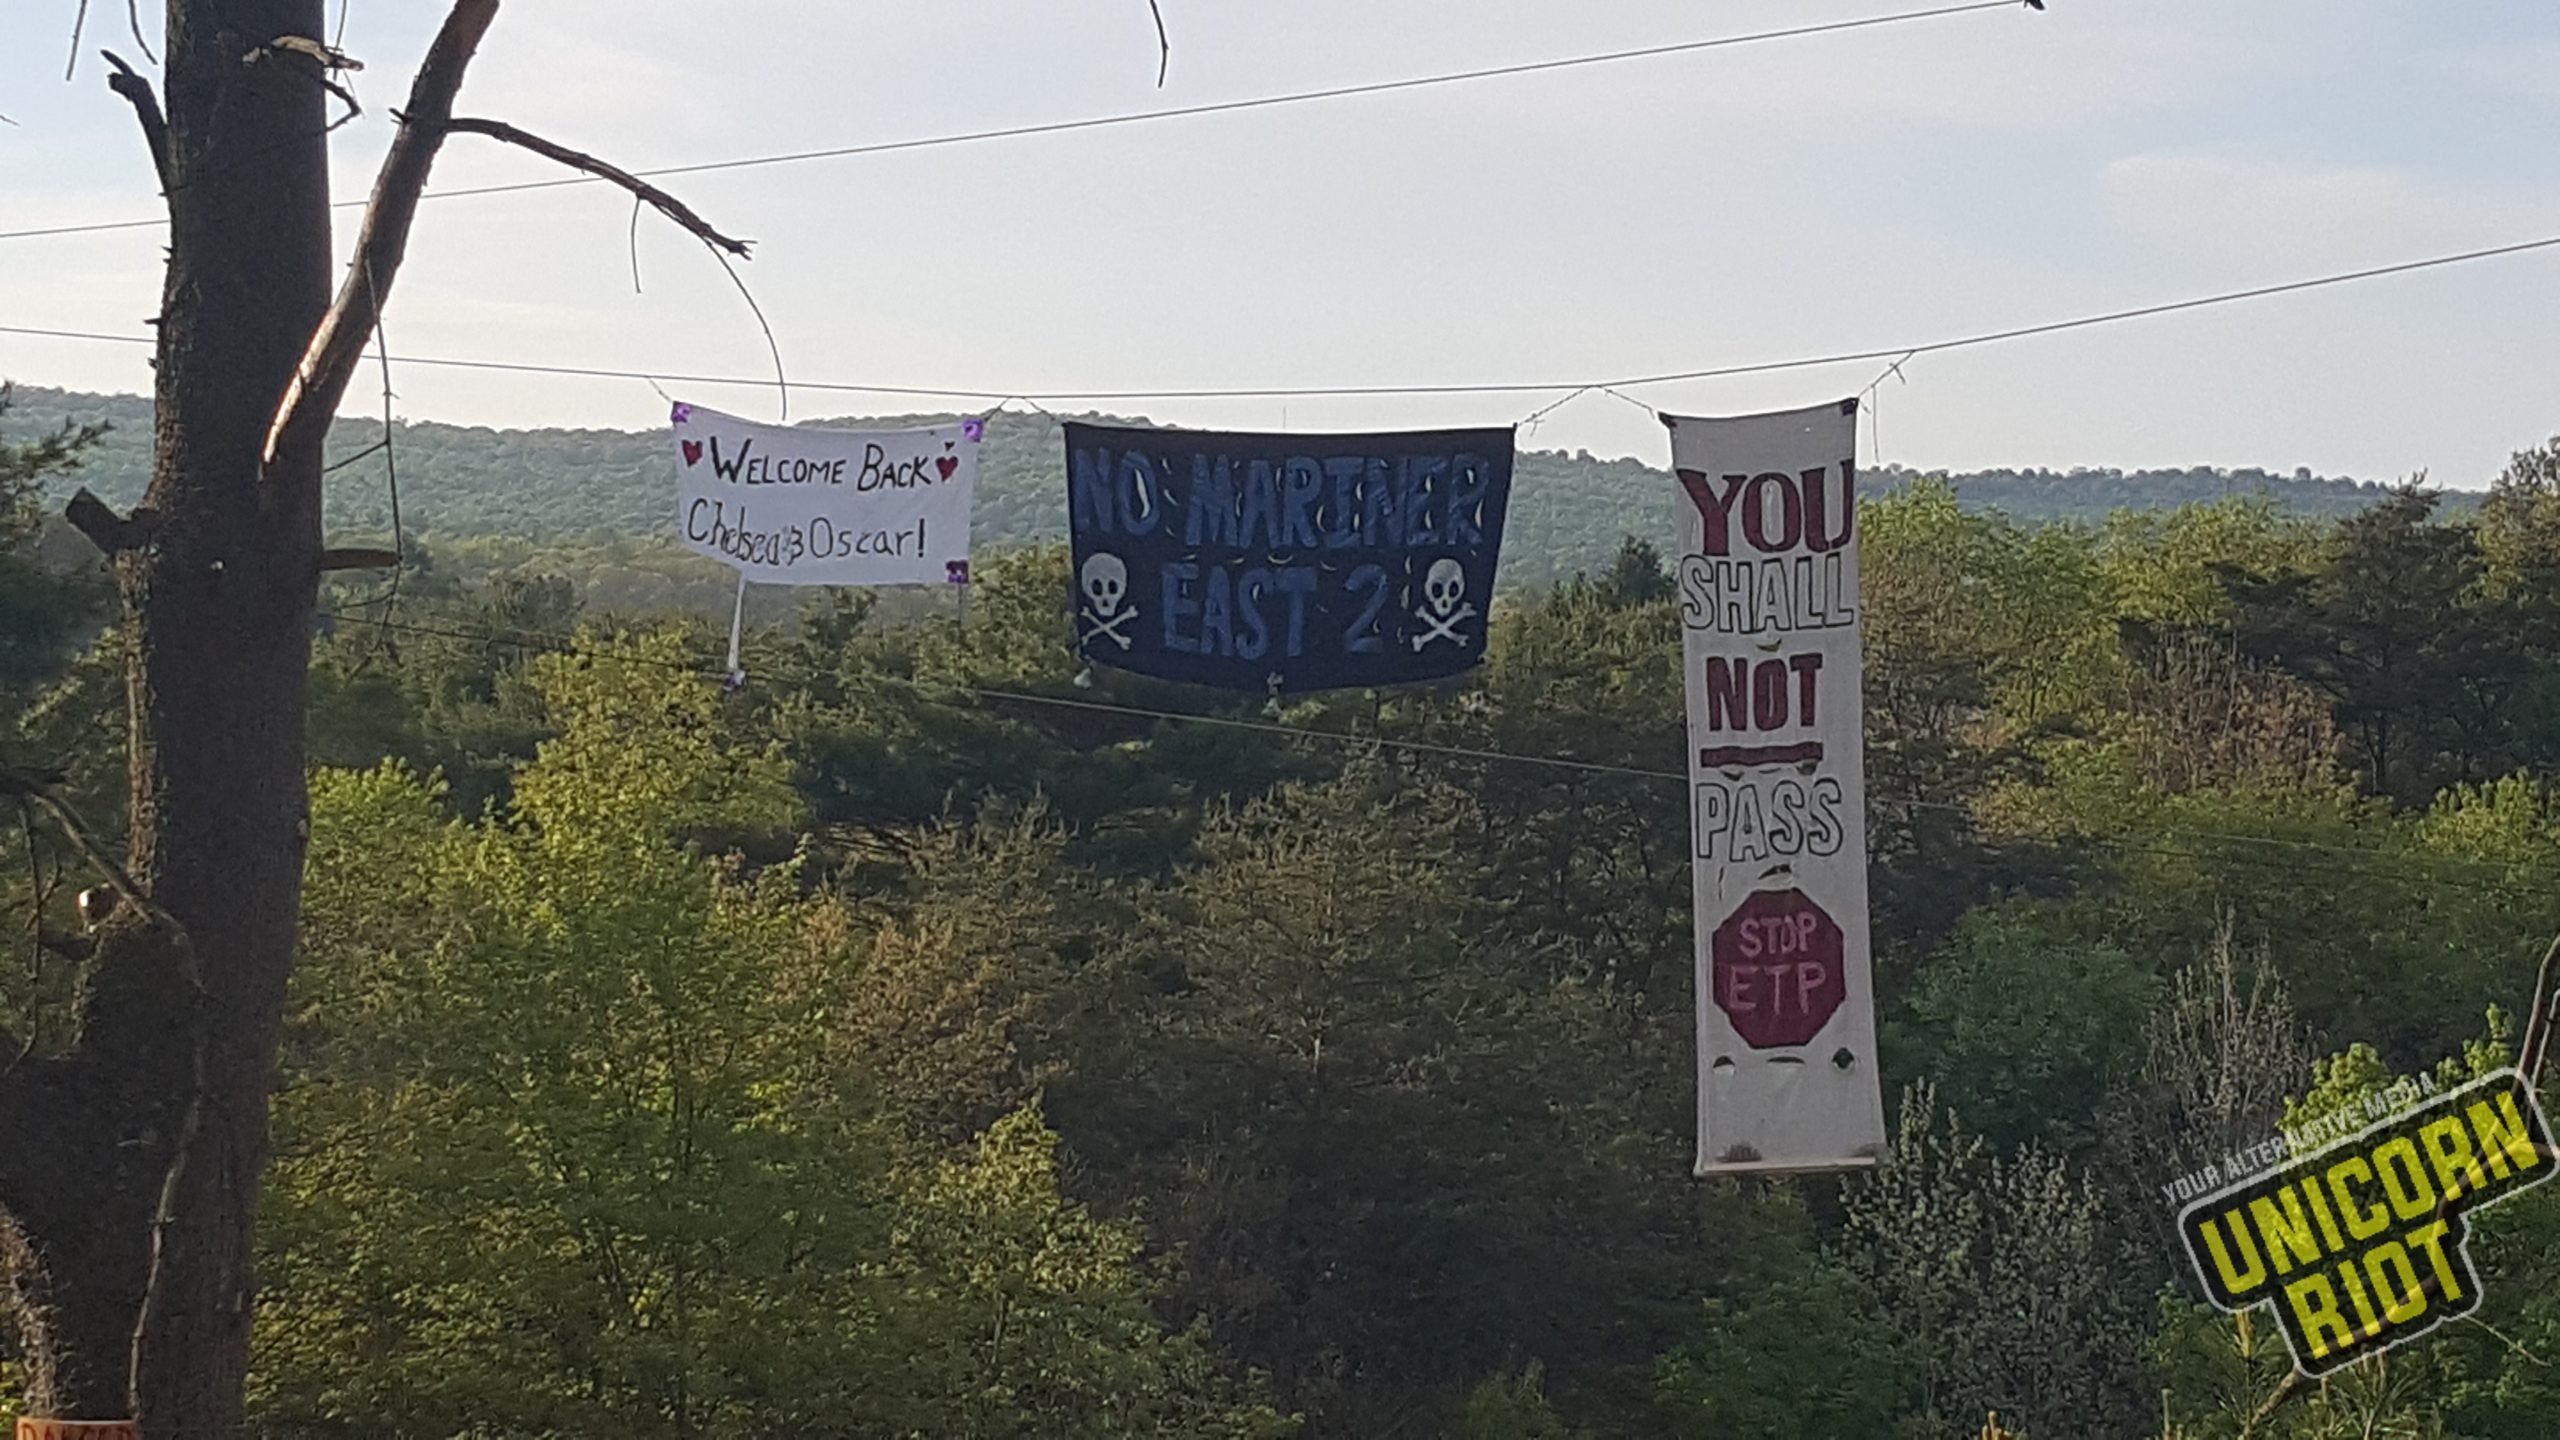 WELCOME BACK
Chelsea & Oscar!
NO MARINER
EAST 2
YOU
SHALL
NOT
PASS
STOP
ETP
YOUR ALTERNATIVE MEDIA
UNICORN
RIOT